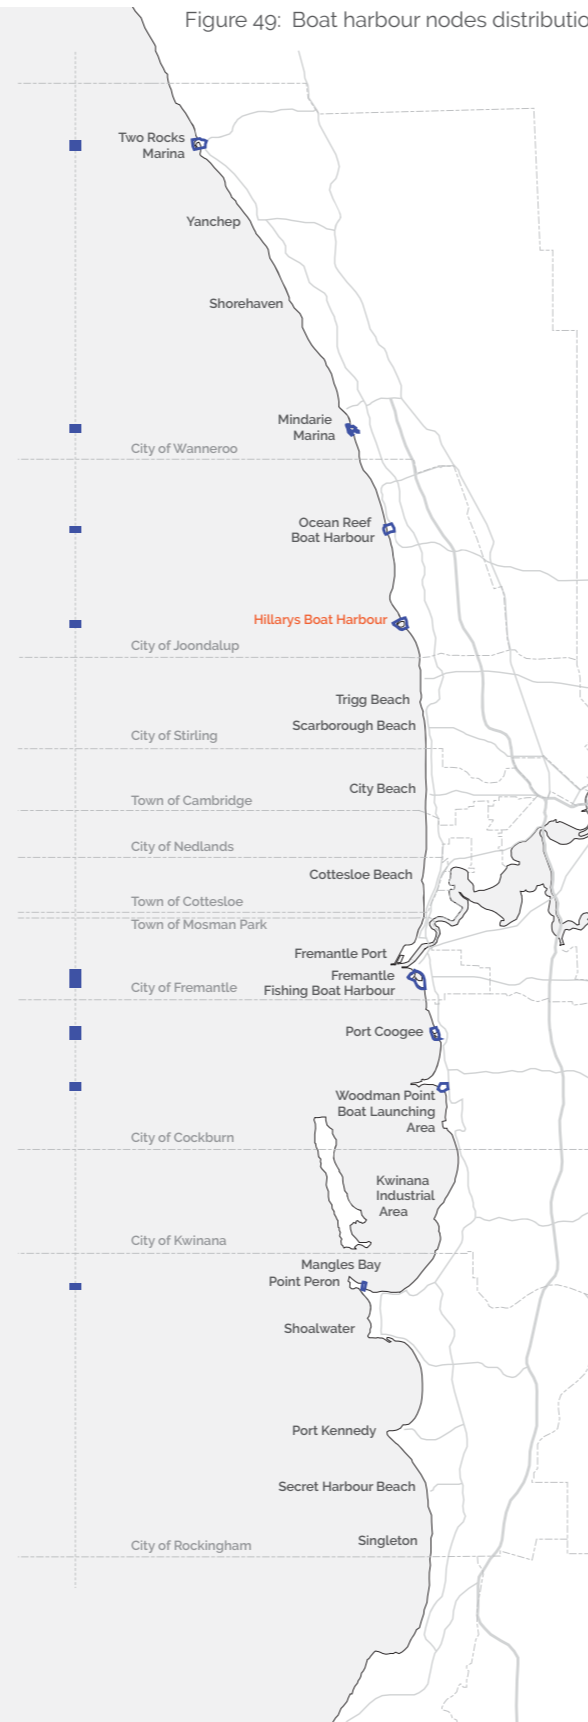 Figure 49: Boat harbour nodes distributio
Two Rocks
Marina
Yanchep
Shorehaven
Mindarie
Marina
City of Wanneroo
Ocean Reef
Boat Harbour
Hillarys Boat Harbour
City of Joondalup
Trigg Beach
Scarborough Beach
City of Stirling
City Beach
Town of Cambridge
City of Nedlands
Cottesloe Beach
Town of Cottesloe
Town of Mosman Park
Fremantle Port
Fremantle
Fishing Boat Harbour
City of Fremantle
Port Coogee
Woodman Point
Boat Launching
Area
City of Cockburn
Kwinana
Industrial
Area
City of Kwinana
Mangles Bay
Point Peron
Shoalwater
Port Kennedy
Secret Harbour Beach
Singleton
City of Rockingham